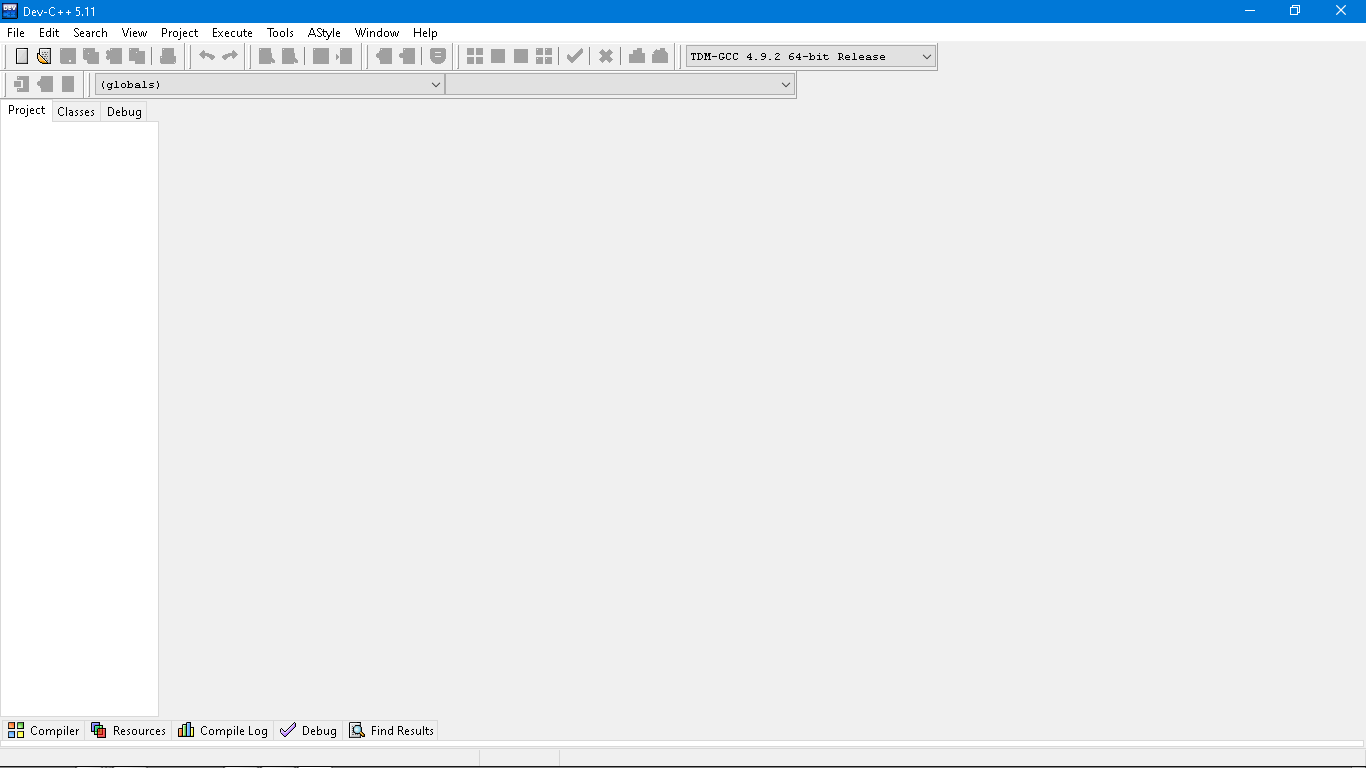 Dev-C++ 5.11
File Edit Search View Project Execute Tools AStyle Window Help
TDM-GCC 4.9.2 64-bit Release
(globals)
Project Classes Debug
Compiler Resources Compile Log Debug Find Results